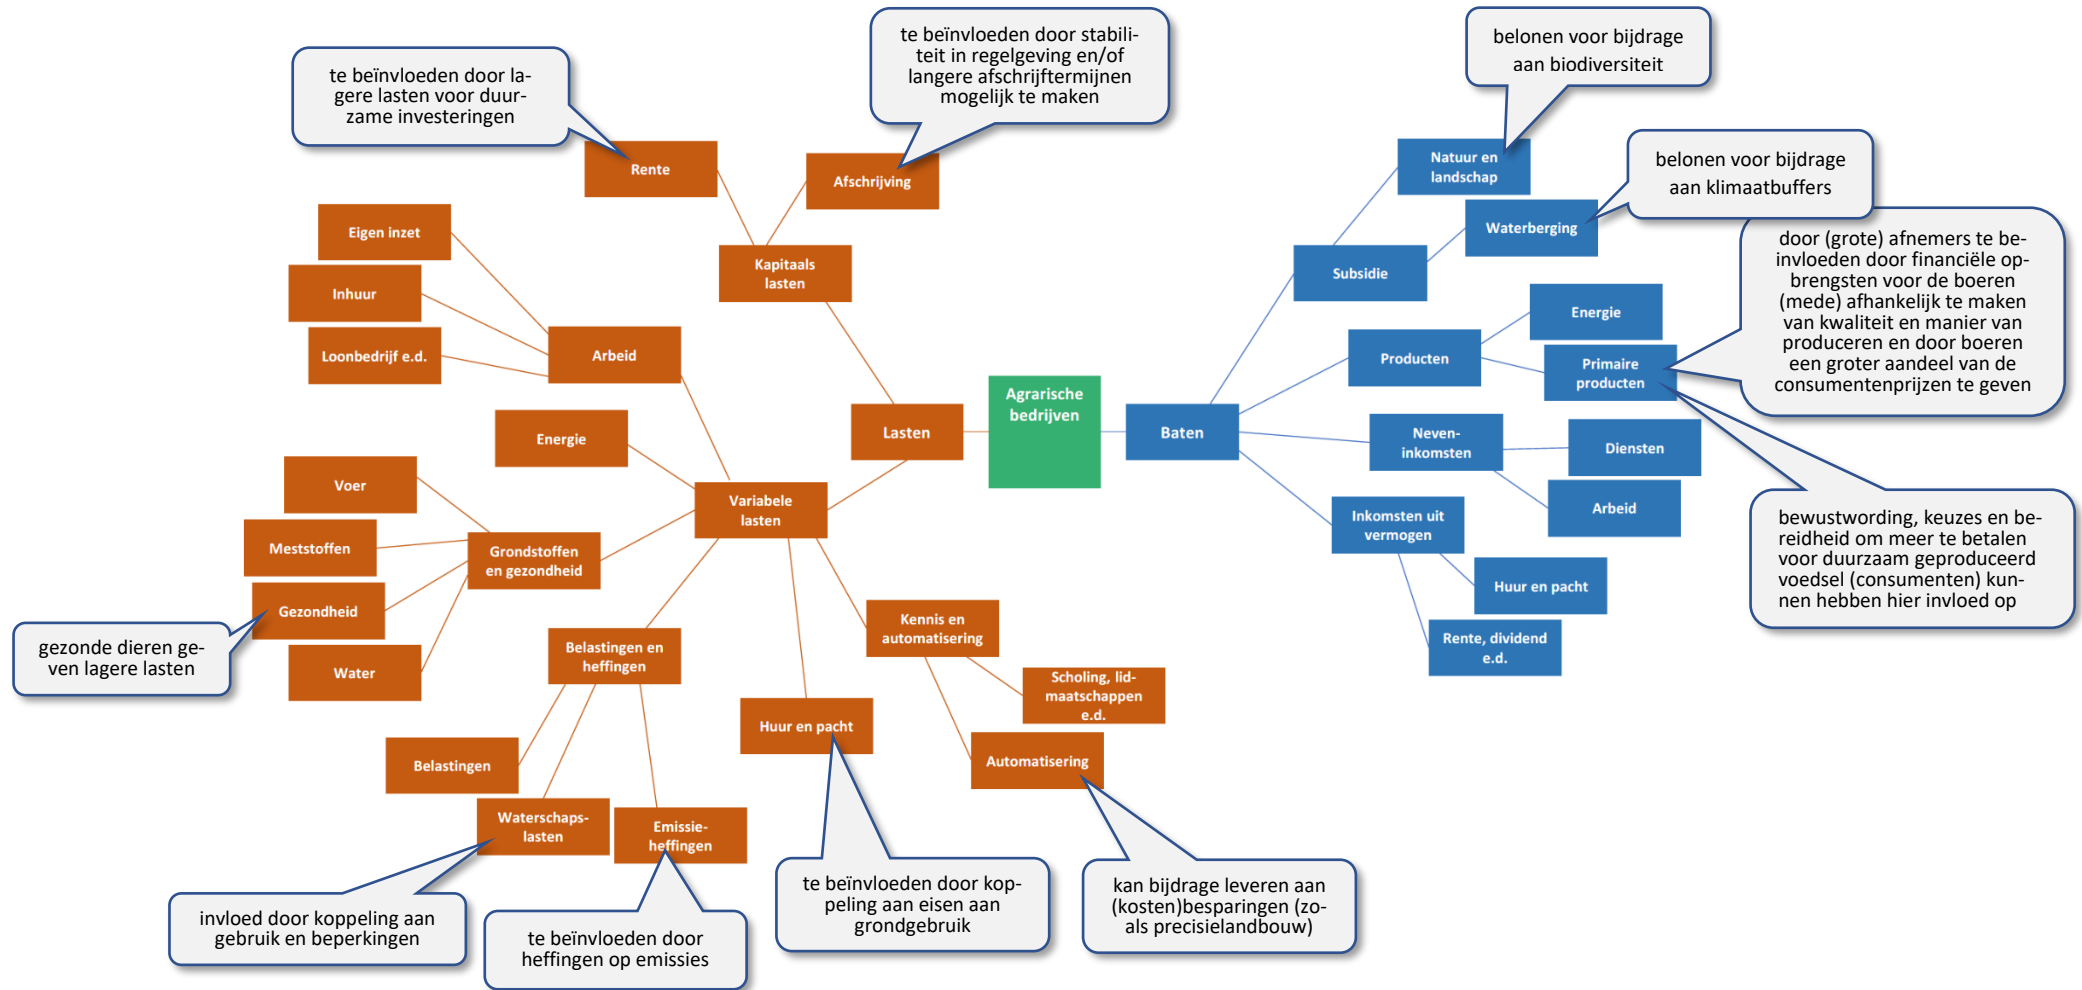 te beïnvloeden door la-
gere lasten voor duur-
zame investeringen
te beïnvloeden door stabili-
teit in regelgeving en/of
langere afschrijftermijnen
mogelijk te maken
belonen voor bijdrage
aan biodiversiteit
Rente
Afschrijving
Natuur en
landschap
belonen voor bijdrage
aan klimaatbuffers
Eigen inzet
Inhuur
Loonbedrijf e.d.
Arbeid
Kapitaals
lasten
Subsidie
Waterberging
door (grote) afnemers te be-
invloeden door financiële op-
brengsten voor de boeren
(mede) afhankelijk te maken
van kwaliteit en manier van
produceren en door boeren
een groter aandeel van de
consumentenprijzen te geven
Energie
Producten
Primaire
producten
Agrarische
bedrijven
Lasten
Baten
Energie
Neven-
inkomsten
Diensten
Arbeid
Voer
Variabele
lasten
Inkomsten uit
vermogen
bewustwording, keuzes en be-
reidheid om meer te betalen
voor duurzaam geproduceerd
voedsel (consumenten) kun-
nen hebben hier invloed op
Meststoffen
Grondstoffen
en gezondheid
Gezondheid
Huur en pacht
gezonde dieren ge-
ven lagere lasten
Water
Belastingen en
heffingen
Kennis en
automatisering
Rente, dividend
e.d.
Scholing, lid-
maatschappen
e.d.
Huur en pacht
Belastingen
Automatisering
Waterschaps-
lasten
Emissie-
heffingen
invloed door koppeling aan
gebruik en beperkingen
te beïnvloeden door
heffingen op emissies
te beïnvloeden door kop-
peling aan eisen aan
grondgebruik
kan bijdrage leveren aan
(kosten)besparingen (zo-
als precisielandbouw)